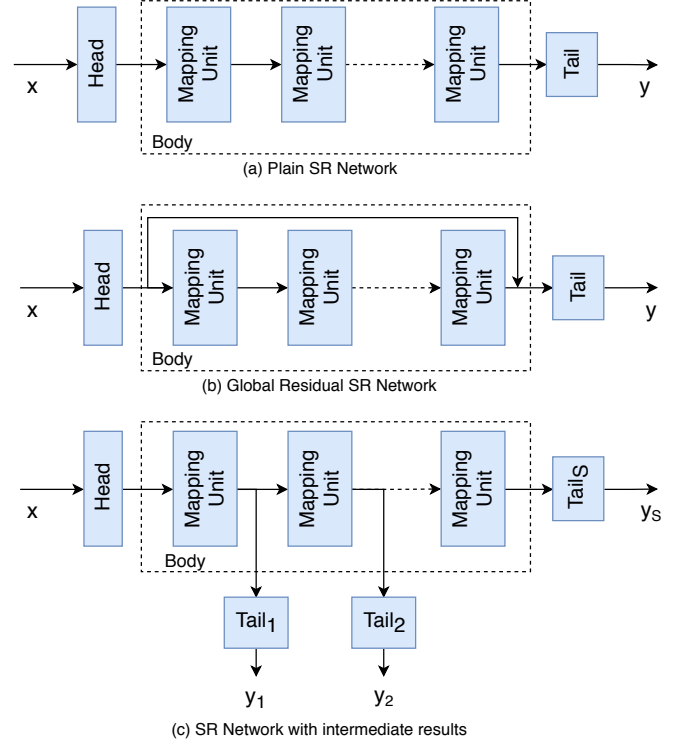 x
Head
Mapping
Unit
Mapping
Unit
Mapping
Unit
Tail
y
Body
(a) Plain SR Network
x
Head
Mapping
Unit
Mapping
Unit
Mapping
Unit
Tail
y
Body
(b) Global Residual SR Network
x
Head
Mapping
Unit
Mapping
Unit
Mapping
Unit
TailS
yS
Body
Tail1
Tail2
y1
y2
(c) SR Network with intermediate results